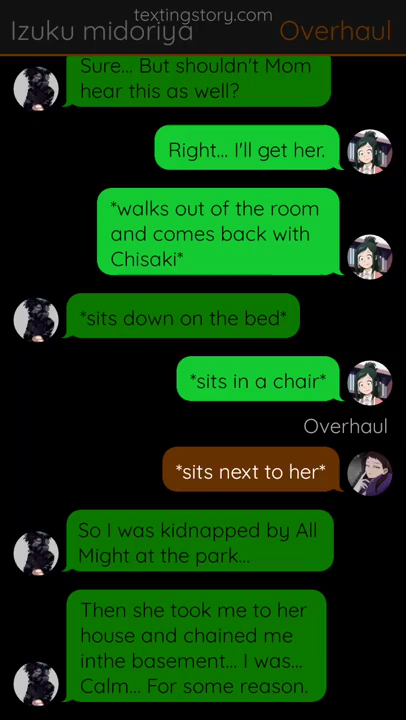 textingstory.com
Izuku midoriya
Overhaul
Sure... But shouldn't Mom
hear this as well?
Right... I'll get her.
*walks out of the room
and comes back with
Chisaki*
*sits down on the bed*
*sits in a chair*
Overhaul
*sits next to her*
So I was kidnapped by All
Might at the park...
Then she took me to her
house and chained me
inthe basement... I was...
Calm... For some reason.